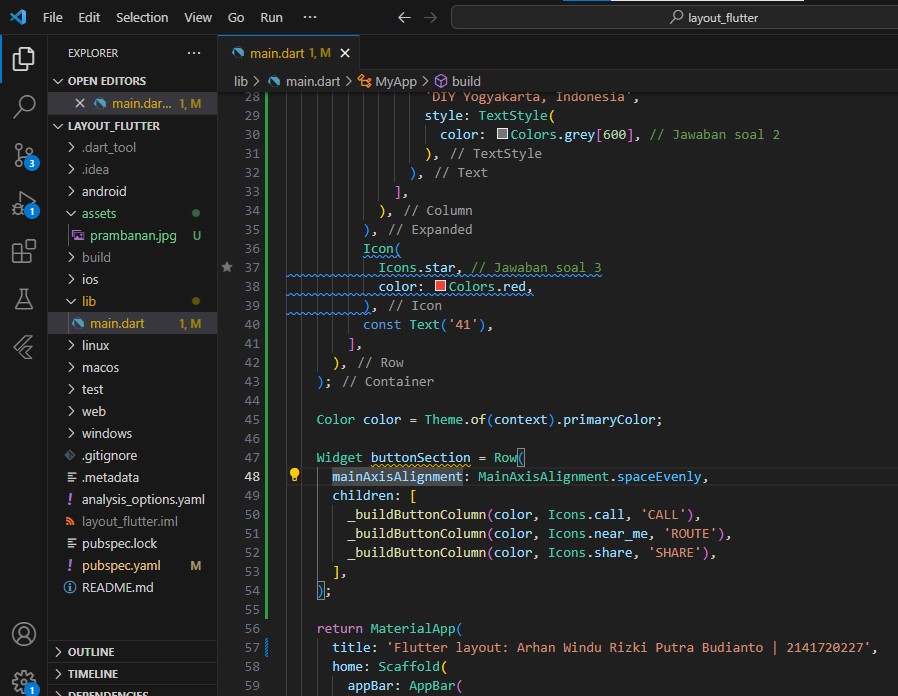 File Edit Selection View Go Run ··· ← → layout_flutter
EXPLORER ···
OPEN EDITORS
main.dar... 1, M
LAYOUT_FLUTTER
.dart_tool
.idea
android
assets
prambanan.jpg U
build
ios
lib
main.dart 1, M
linux
macos
test
web
windows
.gitignore
.metadata
analysis_options.yaml
layout_flutter.iml
pubspec.lock
pubspec.yaml M
README.md
OUTLINE
TIMELINE
DEPENDENCIES
3
1
1
main.dart 1, M
lib > main.dart > MyApp > build
28 'DIY Yogyakarta, Indonesia',
29 style: TextStyle(
30 color: Colors.grey[600], // Jawaban soal 2
31 ), // TextStyle
32 ), // Text
33 ],
34 ), // Column
35 ), // Expanded
36 Icon(
37 Icons.star, // Jawaban soal 3
38 color: Colors.red,
39 ), // Icon
40 const Text('41'),
41 ],
42 ), // Row
43 ); // Container
44
45 Color color = Theme.of(context).primaryColor;
46
47 Widget buttonSection = Row(
48 mainAxisAlignment: MainAxisAlignment.spaceEvenly,
49 children: [
50 _buildButtonColumn(color, Icons.call, 'CALL'),
51 _buildButtonColumn(color, Icons.near_me, 'ROUTE'),
52 _buildButtonColumn(color, Icons.share, 'SHARE'),
53 ],
54 );
55
56 return MaterialApp(
57 title: 'Flutter layout: Arhan Windu Rizki Putra Budianto | 2141720227',
58 home: Scaffold(
59 appBar: AppBar(